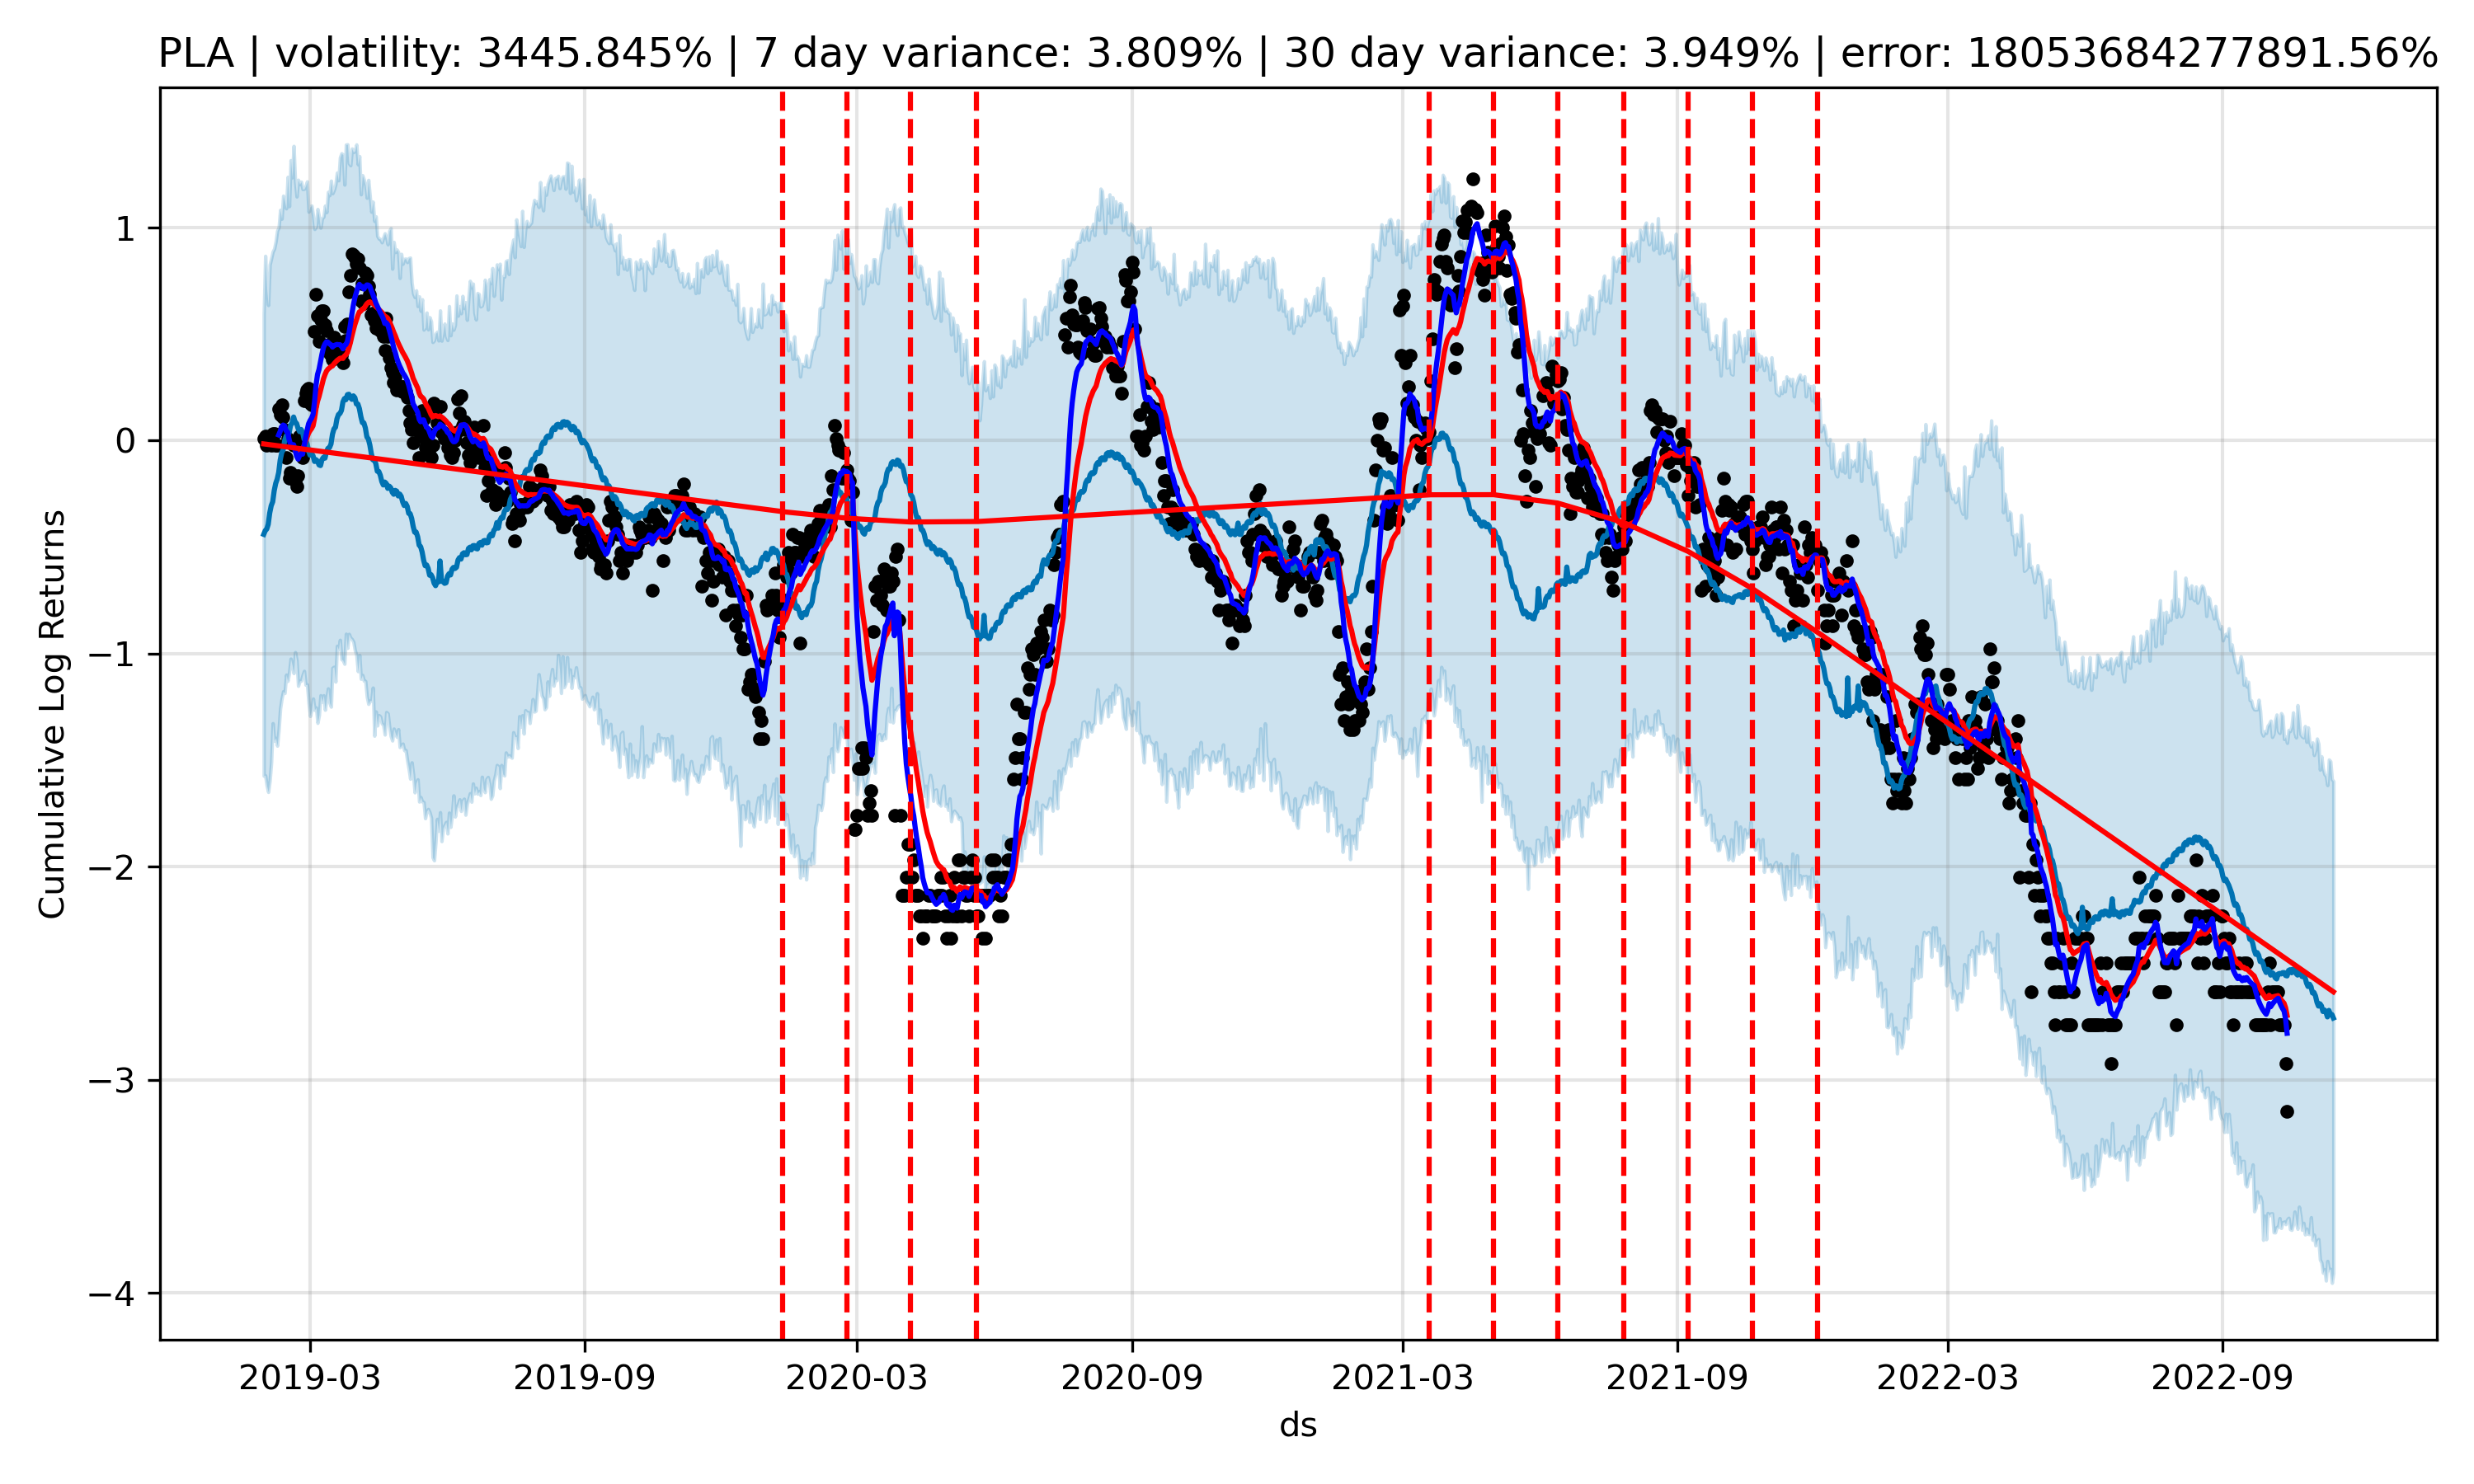 PLA | volatility: 3445.845% | 7 day variance: 3.809% | 30 day variance: 3.949% | error: 18053684277891.56%
Cumulative Log Returns
1
0
−1
−2
−3
−4
2019-03 2019-09 2020-03 2020-09 2021-03 2021-09 2022-03 2022-09
ds